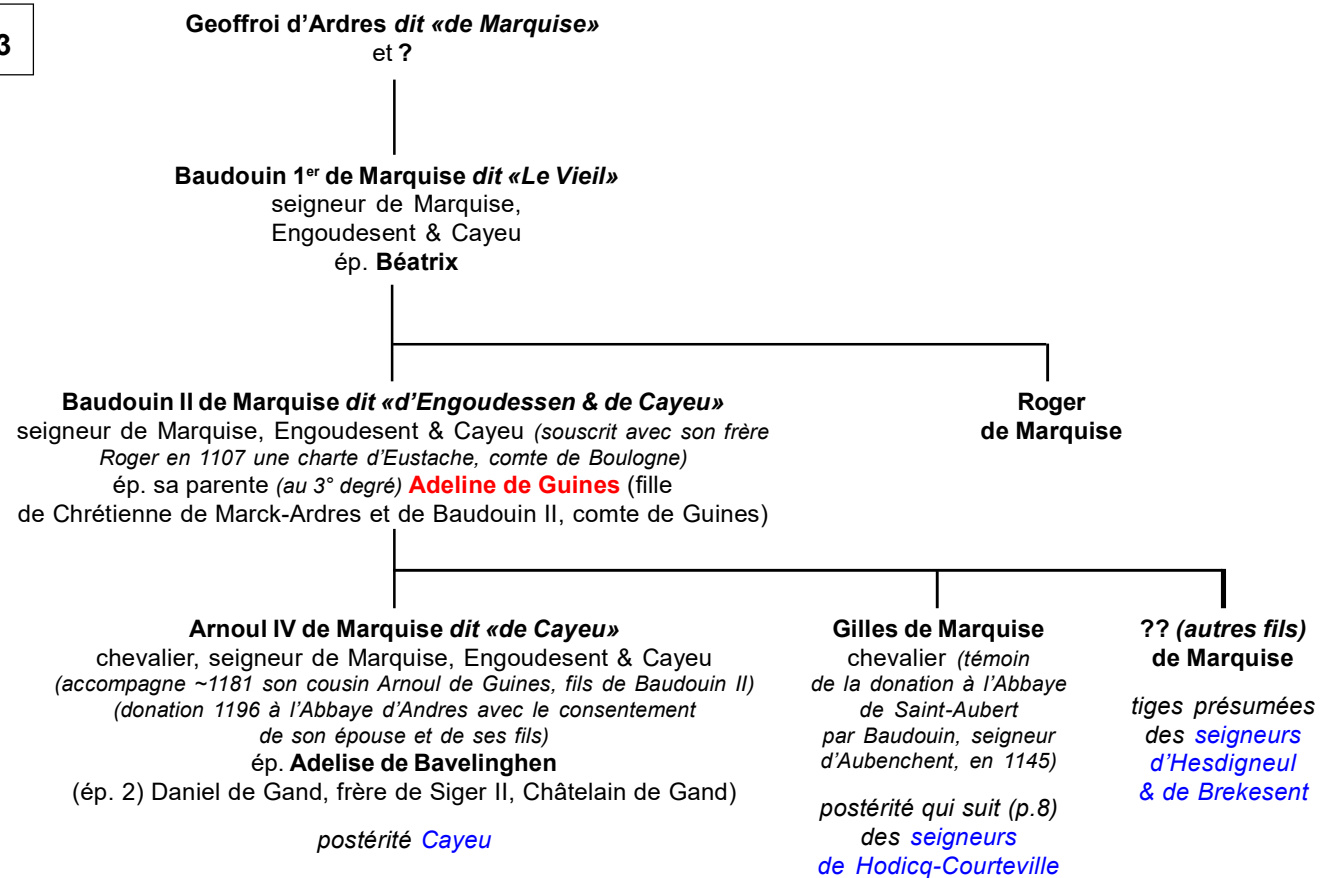 3
Geoffroi d’Ardres dit «de Marquise»
et ?
Baudouin 1er de Marquise dit «Le Vieil»
seigneur de Marquise,
Engoudesent & Cayeu
ép. Béatrix
Baudouin II de Marquise dit «d’Engoudessen & de Cayeu»
seigneur de Marquise, Engoudesent & Cayeu (souscrit avec son frère
Roger en 1107 une charte d’Eustache, comte de Boulogne)
ép. sa parente (au 3° degré) Adeline de Guines (fille
de Chrétienne de Marck-Ardres et de Baudouin II, comte de Guines)
Roger
de Marquise
Arnoul IV de Marquise dit «de Cayeu»
chevalier, seigneur de Marquise, Engoudesent & Cayeu
(accompagne ~1181 son cousin Arnoul de Guines, fils de Baudouin II)
(donation 1196 à l’Abbaye d’Andres avec le consentement
de son épouse et de ses fils)
ép. Adelise de Bavelinghen
(ép. 2) Daniel de Gand, frère de Siger II, Châtelain de Gand)
postérité Cayeu
Gilles de Marquise
chevalier (témoin
de la donation à l’Abbaye
de Saint-Aubert
par Baudouin, seigneur
d’Aubenchent, en 1145)
postérité qui suit (p.8)
des seigneurs
de Hodicq-Courteville
?? (autres fils)
de Marquise
tiges présumées
des seigneurs
d’Hesdigneul
& de Brekesent